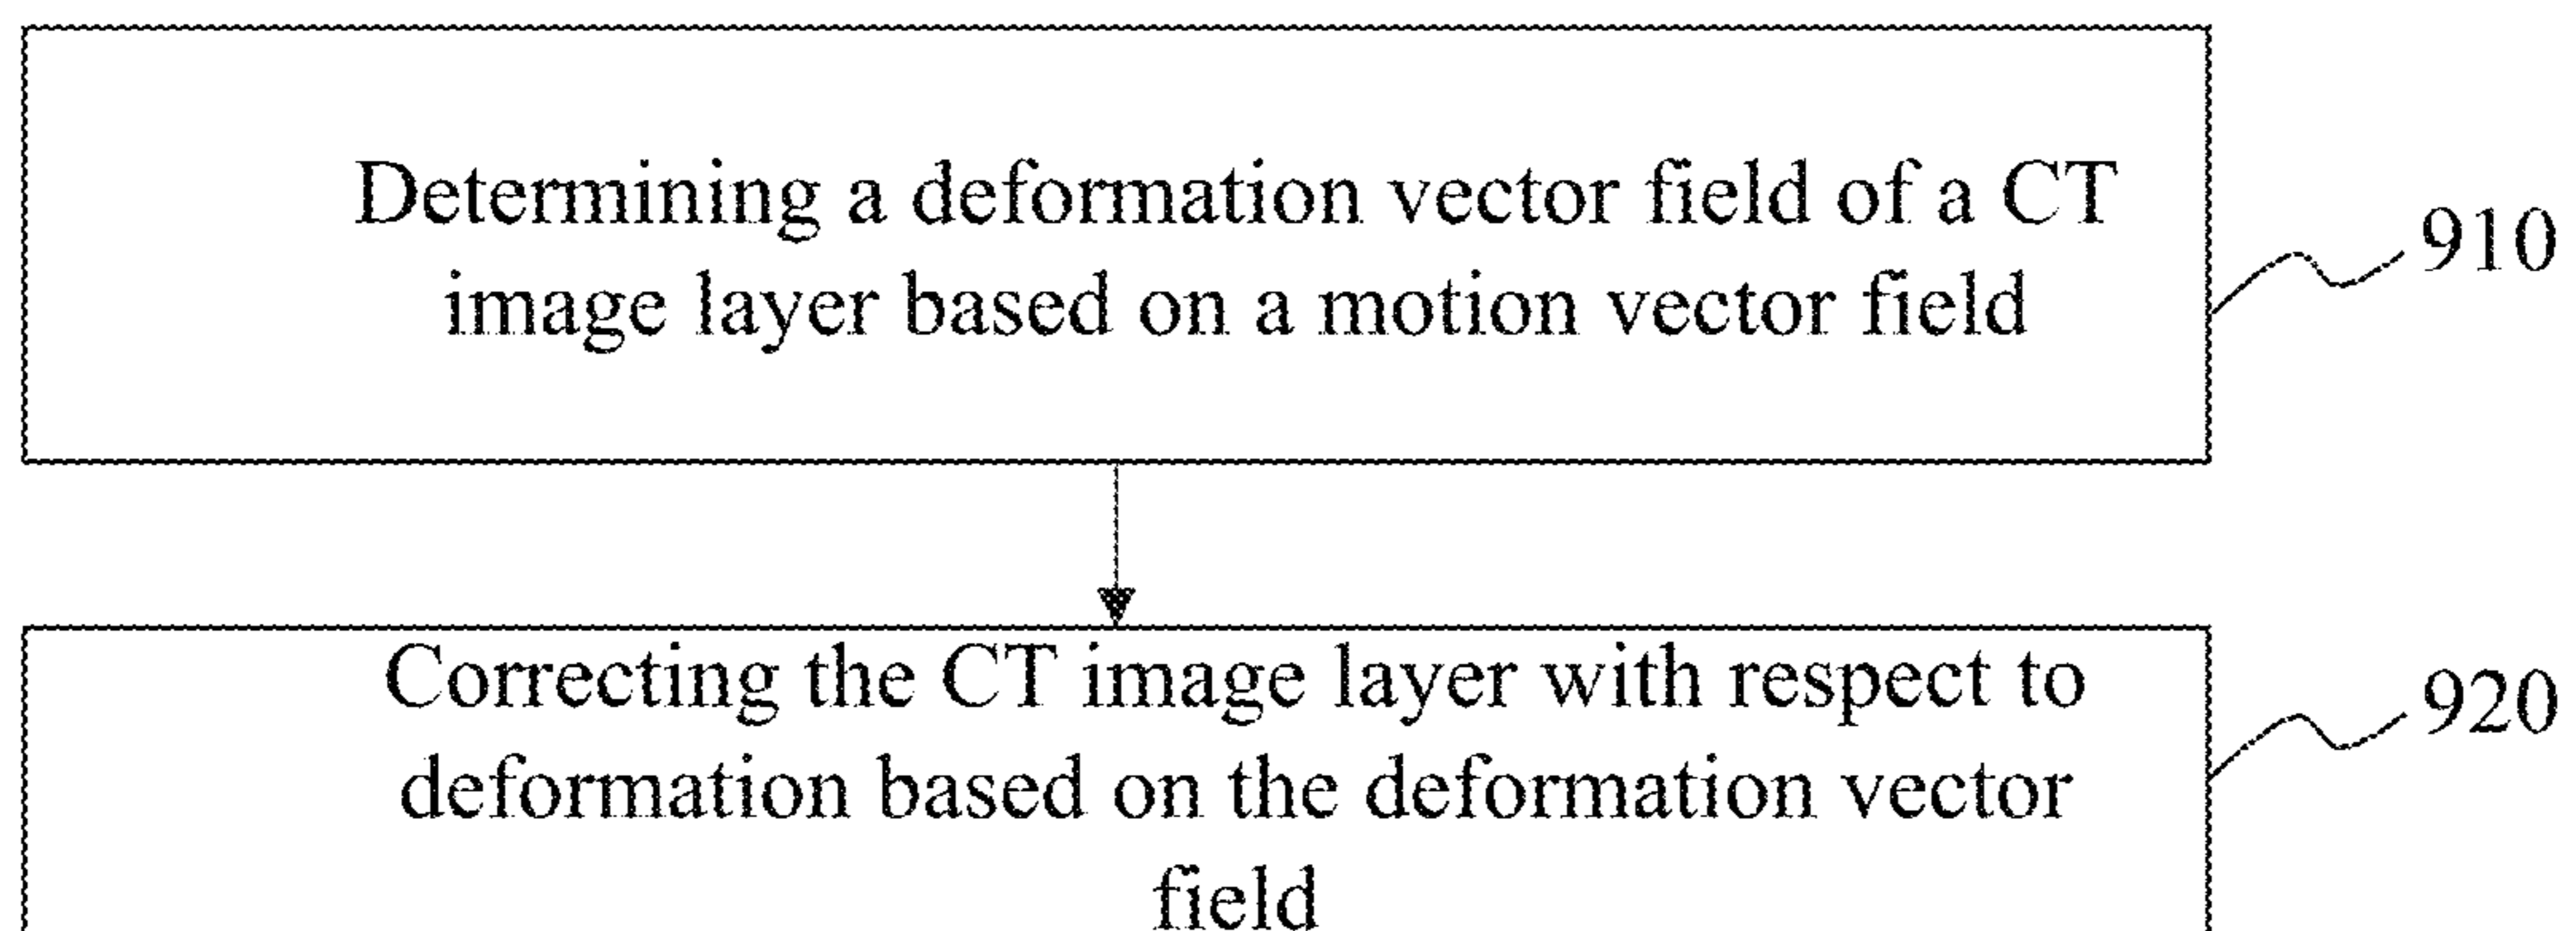 Determining a deformation vector field of a CT
image layer based on a motion vector field
910
Correcting the CT image layer with respect to
deformation based on the deformation vector
field
920